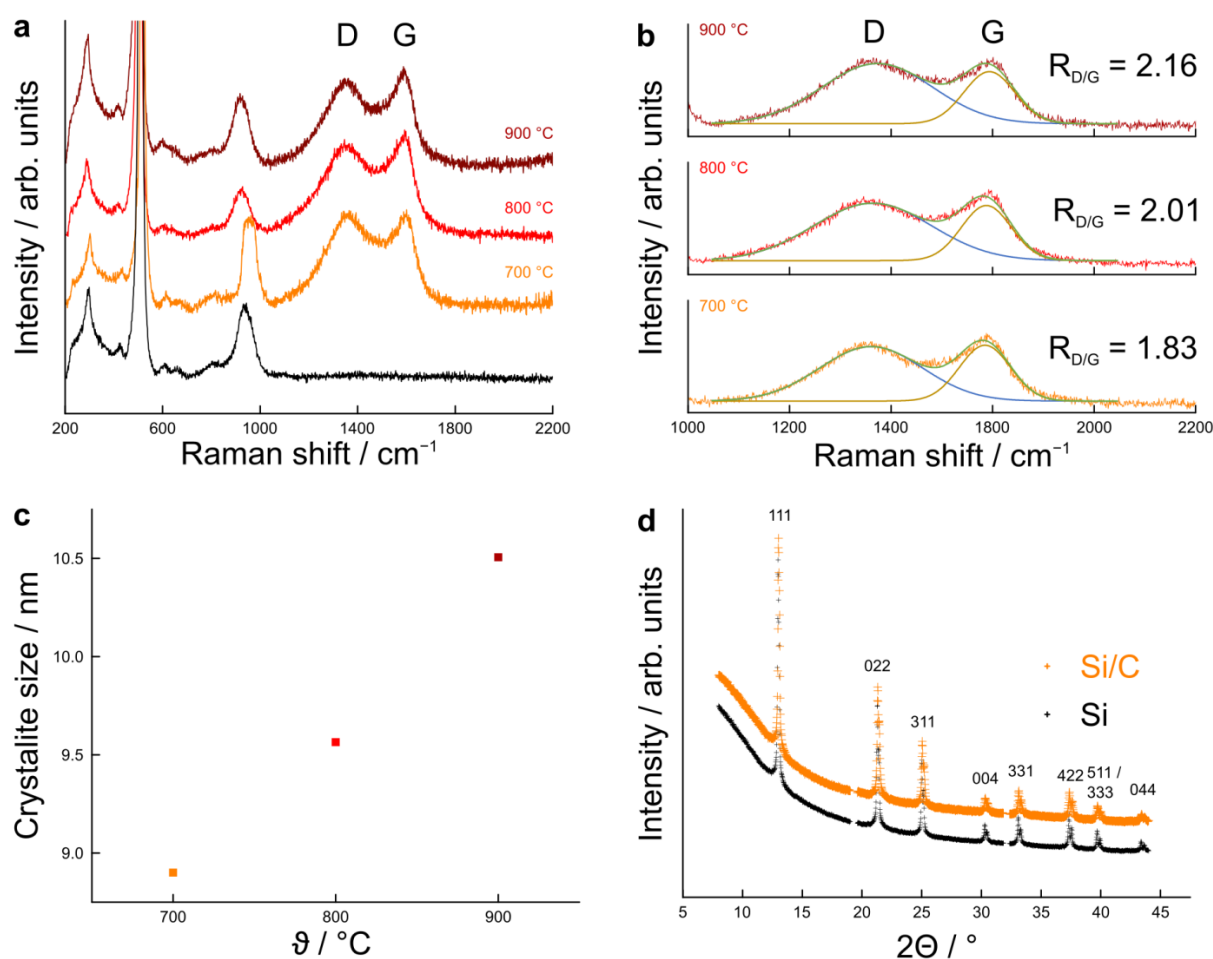 a
D G
Intensity / arb. units
900 °C
800 °C
700 °C
200 600 1000 1400 1800 2200
Raman shift / cm⁻¹
b
D G
Intensity / arb. units
900 °C
R_D/G = 2.16
800 °C
R_D/G = 2.01
700 °C
R_D/G = 1.83
1000 1200 1400 1600 1800 2000 2200
Raman shift / cm⁻¹
c
Crystalite size / nm
10.5
10.0
9.5
9.0
700 800 900
ϑ / °C
d
Intensity / arb. units
111
022
311
004
331
422
511 /
333
044
Si/C
Si
5 10 15 20 25 30 35 40 45
2Θ / °